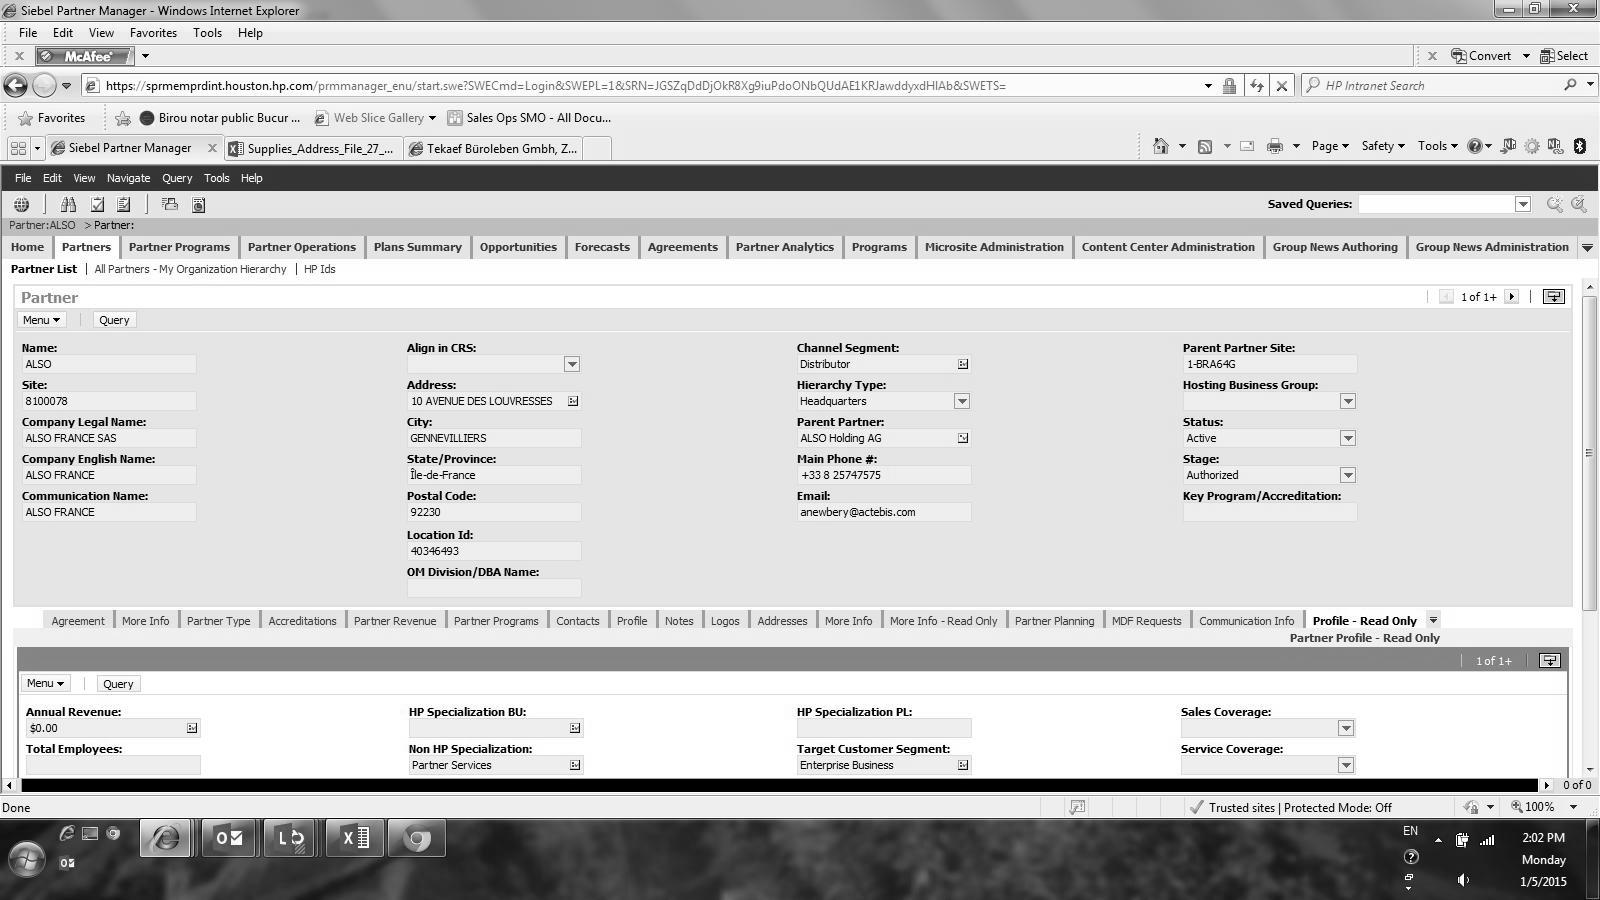 Siebel Partner Manager - Windows Internet Explorer
File Edit View Favorites Tools Help
McAfee Convert Select
https://sprmemprdint.houston.hp.com/prmmanager_enu/start.swe?SWECmd=Login&SWEPL=1&SRN=JGSZqDdDjOkR8Xg9iuPdoONbQUdAE1KRJawddyxdHIAb&SWETS= HP Intranet Search
Favorites Birou notar public Bucur ... Web Slice Gallery Sales Ops SMO - All Docu...
Siebel Partner Manager Supplies_Address_File_27_... Tekaef Büroleben Gmbh, Z... Page Safety Tools
File Edit View Navigate Query Tools Help
Saved Queries:
Partner:ALSO > Partner:
Home Partners Partner Programs Partner Operations Plans Summary Opportunities Forecasts Agreements Partner Analytics Programs Microsite Administration Content Center Administration Group News Authoring Group News Administration
Partner List All Partners - My Organization Hierarchy HP Ids
Partner 1 of 1+
Menu Query
Name: Align in CRS: Channel Segment: Parent Partner Site:
ALSO Distributor 1-BRA64G
Site: Address: Hierarchy Type: Hosting Business Group:
8100078 10 AVENUE DES LOUVRESSES Headquarters
Company Legal Name: City: Parent Partner: Status:
ALSO FRANCE SAS GENNEVILLIERS ALSO Holding AG Active
Company English Name: State/Province: Main Phone #: Stage:
ALSO FRANCE Île-de-France +33 8 25747575 Authorized
Communication Name: Postal Code: Email: Key Program/Accreditation:
ALSO FRANCE 92230 anewbery@actebis.com
Location Id:
40346493
OM Division/DBA Name:
Agreement More Info Partner Type Accreditations Partner Revenue Partner Programs Contacts Profile Notes Logos Addresses More Info More Info - Read Only Partner Planning MDF Requests Communication Info Profile - Read Only
Partner Profile - Read Only
1 of 1+
Menu Query
Annual Revenue: HP Specialization BU: HP Specialization PL: Sales Coverage:
$0.00
Total Employees: Non HP Specialization: Target Customer Segment: Service Coverage:
Partner Services Enterprise Business
0 of 0
Done Trusted sites | Protected Mode: Off 100%
EN 2:02 PM
Monday
1/5/2015